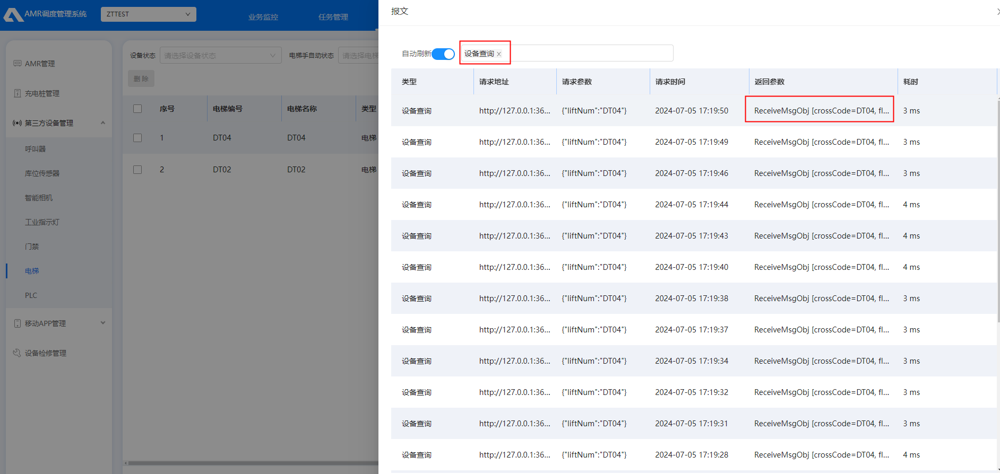 AMR调度管理系统
ZTTEST
业务监控
任务管理
AMR管理
充电桩管理
第三方设备管理
呼叫器
库位传感器
智能相机
工业指示灯
门禁
电梯
PLC
移动APP管理
设备检修管理
设备状态 请选择设备状态 电梯手自动状态 请选择电梯
删 除
序号 电梯编号 电梯名称 类型
1 DT04 DT04 电梯
2 DT02 DT02 电梯
报文
自动刷新 设备查询 x
类型 请求地址 请求参数 请求时间 返回参数 耗时
设备查询 http://127.0.0.1:36... {"liftNum":"DT04"} 2024-07-05 17:19:50 ReceiveMsgObj [crossCode=DT04, fl... 3 ms
设备查询 http://127.0.0.1:36... {"liftNum":"DT04"} 2024-07-05 17:19:49 ReceiveMsgObj [crossCode=DT04, fl... 3 ms
设备查询 http://127.0.0.1:36... {"liftNum":"DT04"} 2024-07-05 17:19:46 ReceiveMsgObj [crossCode=DT04, fl... 3 ms
设备查询 http://127.0.0.1:36... {"liftNum":"DT04"} 2024-07-05 17:19:44 ReceiveMsgObj [crossCode=DT04, fl... 4 ms
设备查询 http://127.0.0.1:36... {"liftNum":"DT04"} 2024-07-05 17:19:43 ReceiveMsgObj [crossCode=DT04, fl... 4 ms
设备查询 http://127.0.0.1:36... {"liftNum":"DT04"} 2024-07-05 17:19:40 ReceiveMsgObj [crossCode=DT04, fl... 4 ms
设备查询 http://127.0.0.1:36... {"liftNum":"DT04"} 2024-07-05 17:19:38 ReceiveMsgObj [crossCode=DT04, fl... 3 ms
设备查询 http://127.0.0.1:36... {"liftNum":"DT04"} 2024-07-05 17:19:37 ReceiveMsgObj [crossCode=DT04, fl... 3 ms
设备查询 http://127.0.0.1:36... {"liftNum":"DT04"} 2024-07-05 17:19:34 ReceiveMsgObj [crossCode=DT04, fl... 3 ms
设备查询 http://127.0.0.1:36... {"liftNum":"DT04"} 2024-07-05 17:19:32 ReceiveMsgObj [crossCode=DT04, fl... 3 ms
设备查询 http://127.0.0.1:36... {"liftNum":"DT04"} 2024-07-05 17:19:31 ReceiveMsgObj [crossCode=DT04, fl... 3 ms
设备查询 http://127.0.0.1:36... {"liftNum":"DT04"} 2024-07-05 17:19:28 ReceiveMsgObj [crossCode=DT04, fl... 4 ms